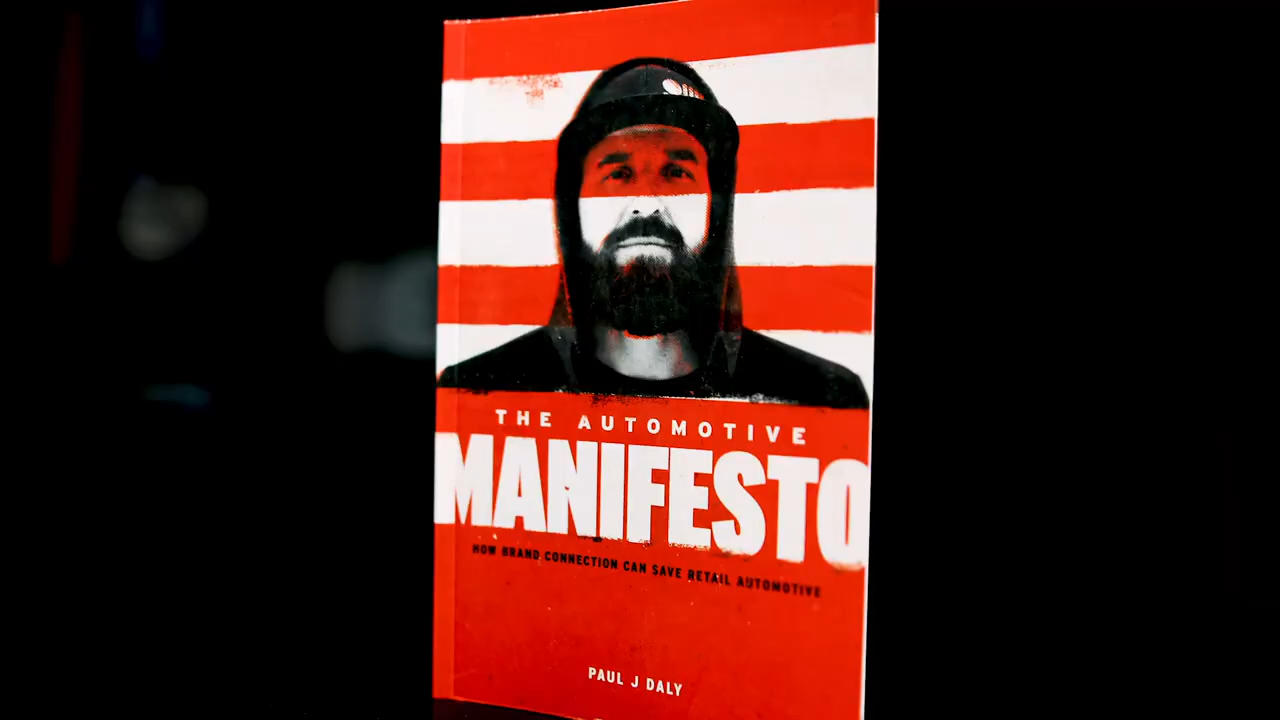 THE AUTOMOTIVE
MANIFESTO
HOW BRAND CONNECTION CAN SAVE RETAIL AUTOMOTIVE
PAUL J DALY